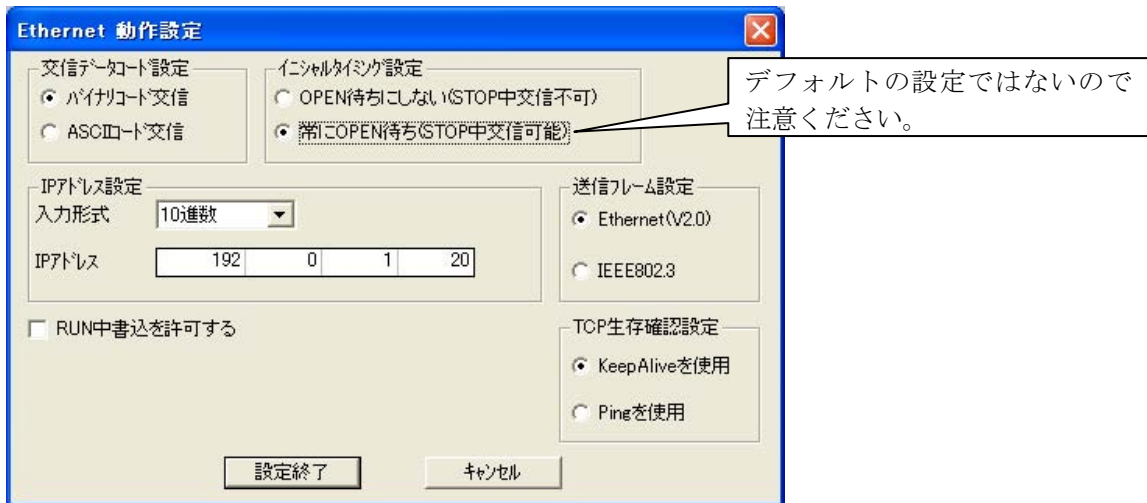 Ethernet 動作設定
交信データコード設定
バイナリコード交信
ASCIIコード交信
イニシャルタイミング設定
OPEN待ちにしない(STOP中交信不可)
常にOPEN待ち(STOP中交信可能)
デフォルトの設定ではないので
注意ください。
IPアドレス設定
入力形式 10進数
IPアドレス 192 0 1 20
送信フレーム設定
Ethernet(V2.0)
IEEE802.3
RUN中書込を許可する
TCP生存確認設定
KeepAliveを使用
Pingを使用
設定終了 キャンセル